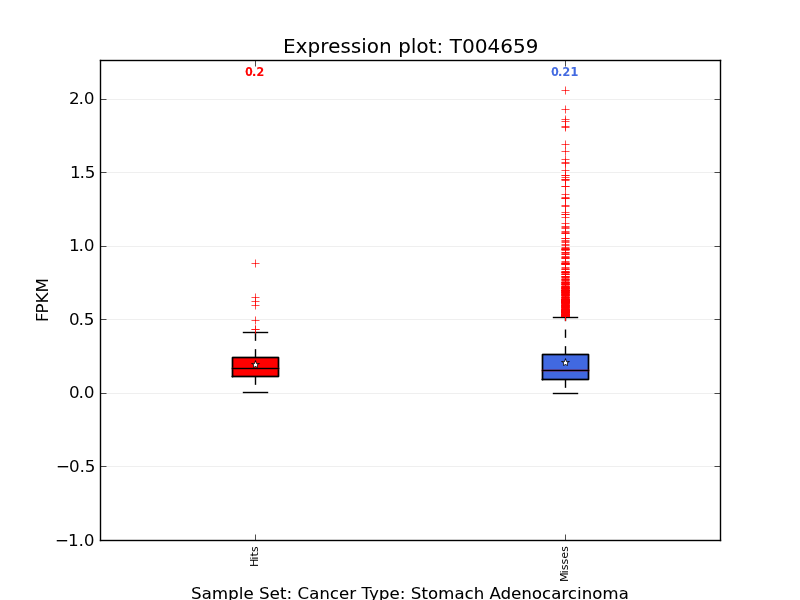 Expression plot: T004659
0.2
0.21
2.0
1.5
1.0
0.5
0.0
−0.5
−1.0
FPKM
Hits
Misses
Sample Set: Cancer Type: Stomach Adenocarcinoma